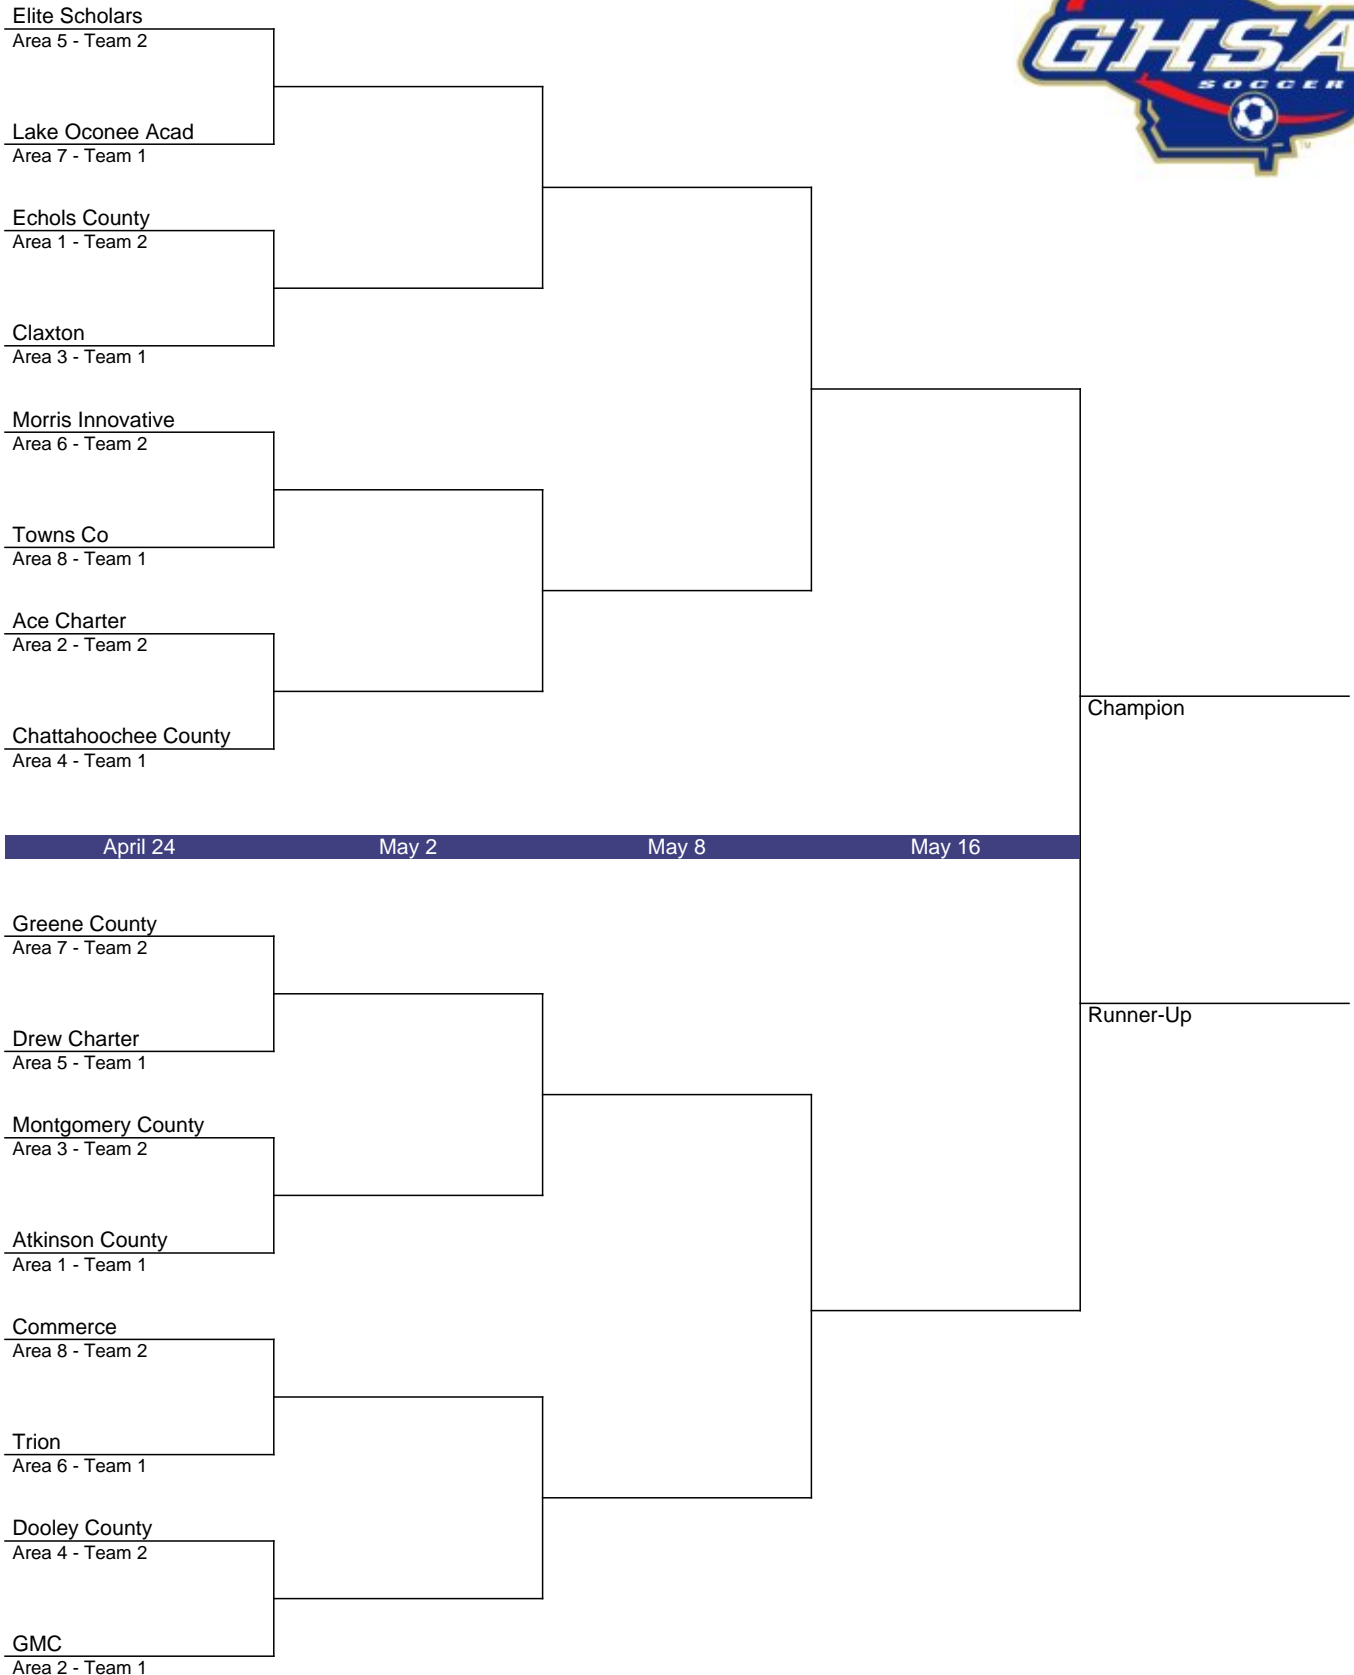 Elite Scholars
Area 5 - Team 2
GHSA
SOCCER
TM
Lake Oconee Acad
Area 7 - Team 1
Echols County
Area 1 - Team 2
Claxton
Area 3 - Team 1
Morris Innovative
Area 6 - Team 2
Towns Co
Area 8 - Team 1
Ace Charter
Area 2 - Team 2
Chattahoochee County
Area 4 - Team 1
Champion
April 24 May 2 May 8 May 16
Greene County
Area 7 - Team 2
Runner-Up
Drew Charter
Area 5 - Team 1
Montgomery County
Area 3 - Team 2
Atkinson County
Area 1 - Team 1
Commerce
Area 8 - Team 2
Trion
Area 6 - Team 1
Dooley County
Area 4 - Team 2
GMC
Area 2 - Team 1